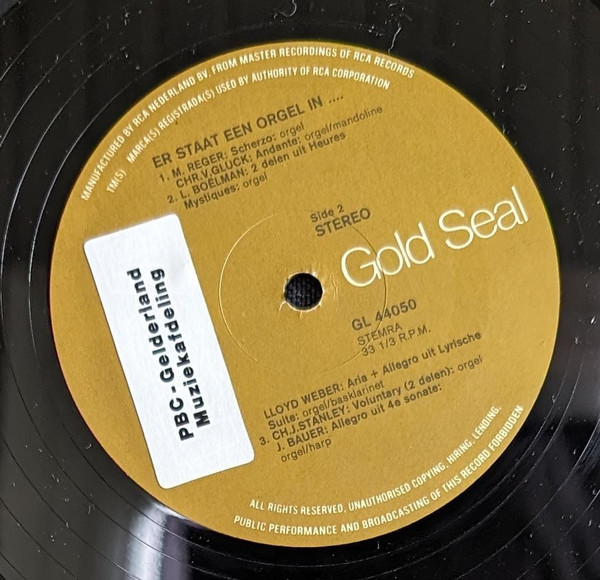 MANUFACTURED BY RCA NEDERLAND BV, FROM MASTER RECORDINGS OF RCA RECORDS
TM(S) MARCA(S) REGISTRADA(S) USED BY AUTHORITY OF RCA CORPORATION
ER STAAT EEN ORGEL IN ....
1. M. REGER: Scherzo: orgel
CHR.V.GLUCK: Andante: orgel/mandoline
2. L. BOËLMAN: 2 delen uit Heures
Mystiques: orgel
Side 2
STEREO
Gold Seal
GL 44050
STEMRA
33 1/3 R.P.M.
PBC-Gelderland
Muziekafdeling
LLOYD WEBER: Aria + Allegro uit Lyrische
Suite: orgel/basklarinet
3. CH.J.STANLEY: Voluntary (2 delen): orgel
J. BAUER: Allegro uit 4e sonate:
orgel/harp
ALL RIGHTS RESERVED, UNAUTHORISED COPYING, HIRING, LENDING,
PUBLIC PERFORMANCE AND BROADCASTING OF THIS RECORD FORBIDDEN